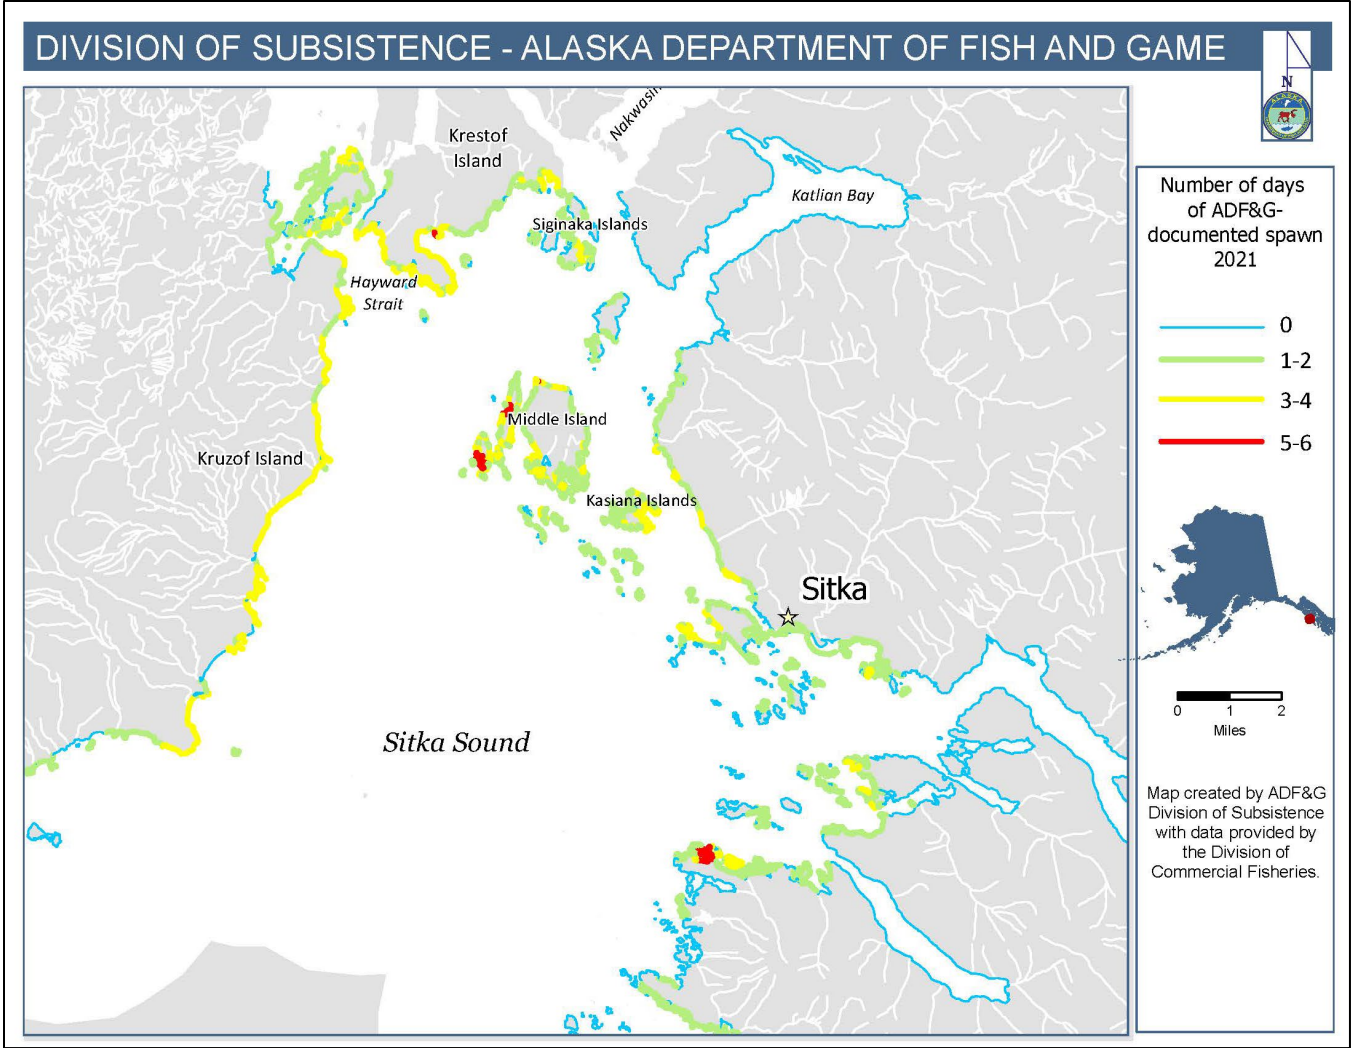 DIVISION OF SUBSISTENCE - ALASKA DEPARTMENT OF FISH AND GAME
N
ALASKA
Nakwasin
Krestof
Island
Katlian Bay
Siginaka Islands
Hayward
Strait
Middle Island
Kruzof Island
Kasiana Islands
Sitka
Sitka Sound
Number of days
of ADF&G-
documented spawn
2021
0
1-2
3-4
5-6
0 1 2
Miles
Map created by ADF&G
Division of Subsistence
with data provided by
the Division of
Commercial Fisheries.